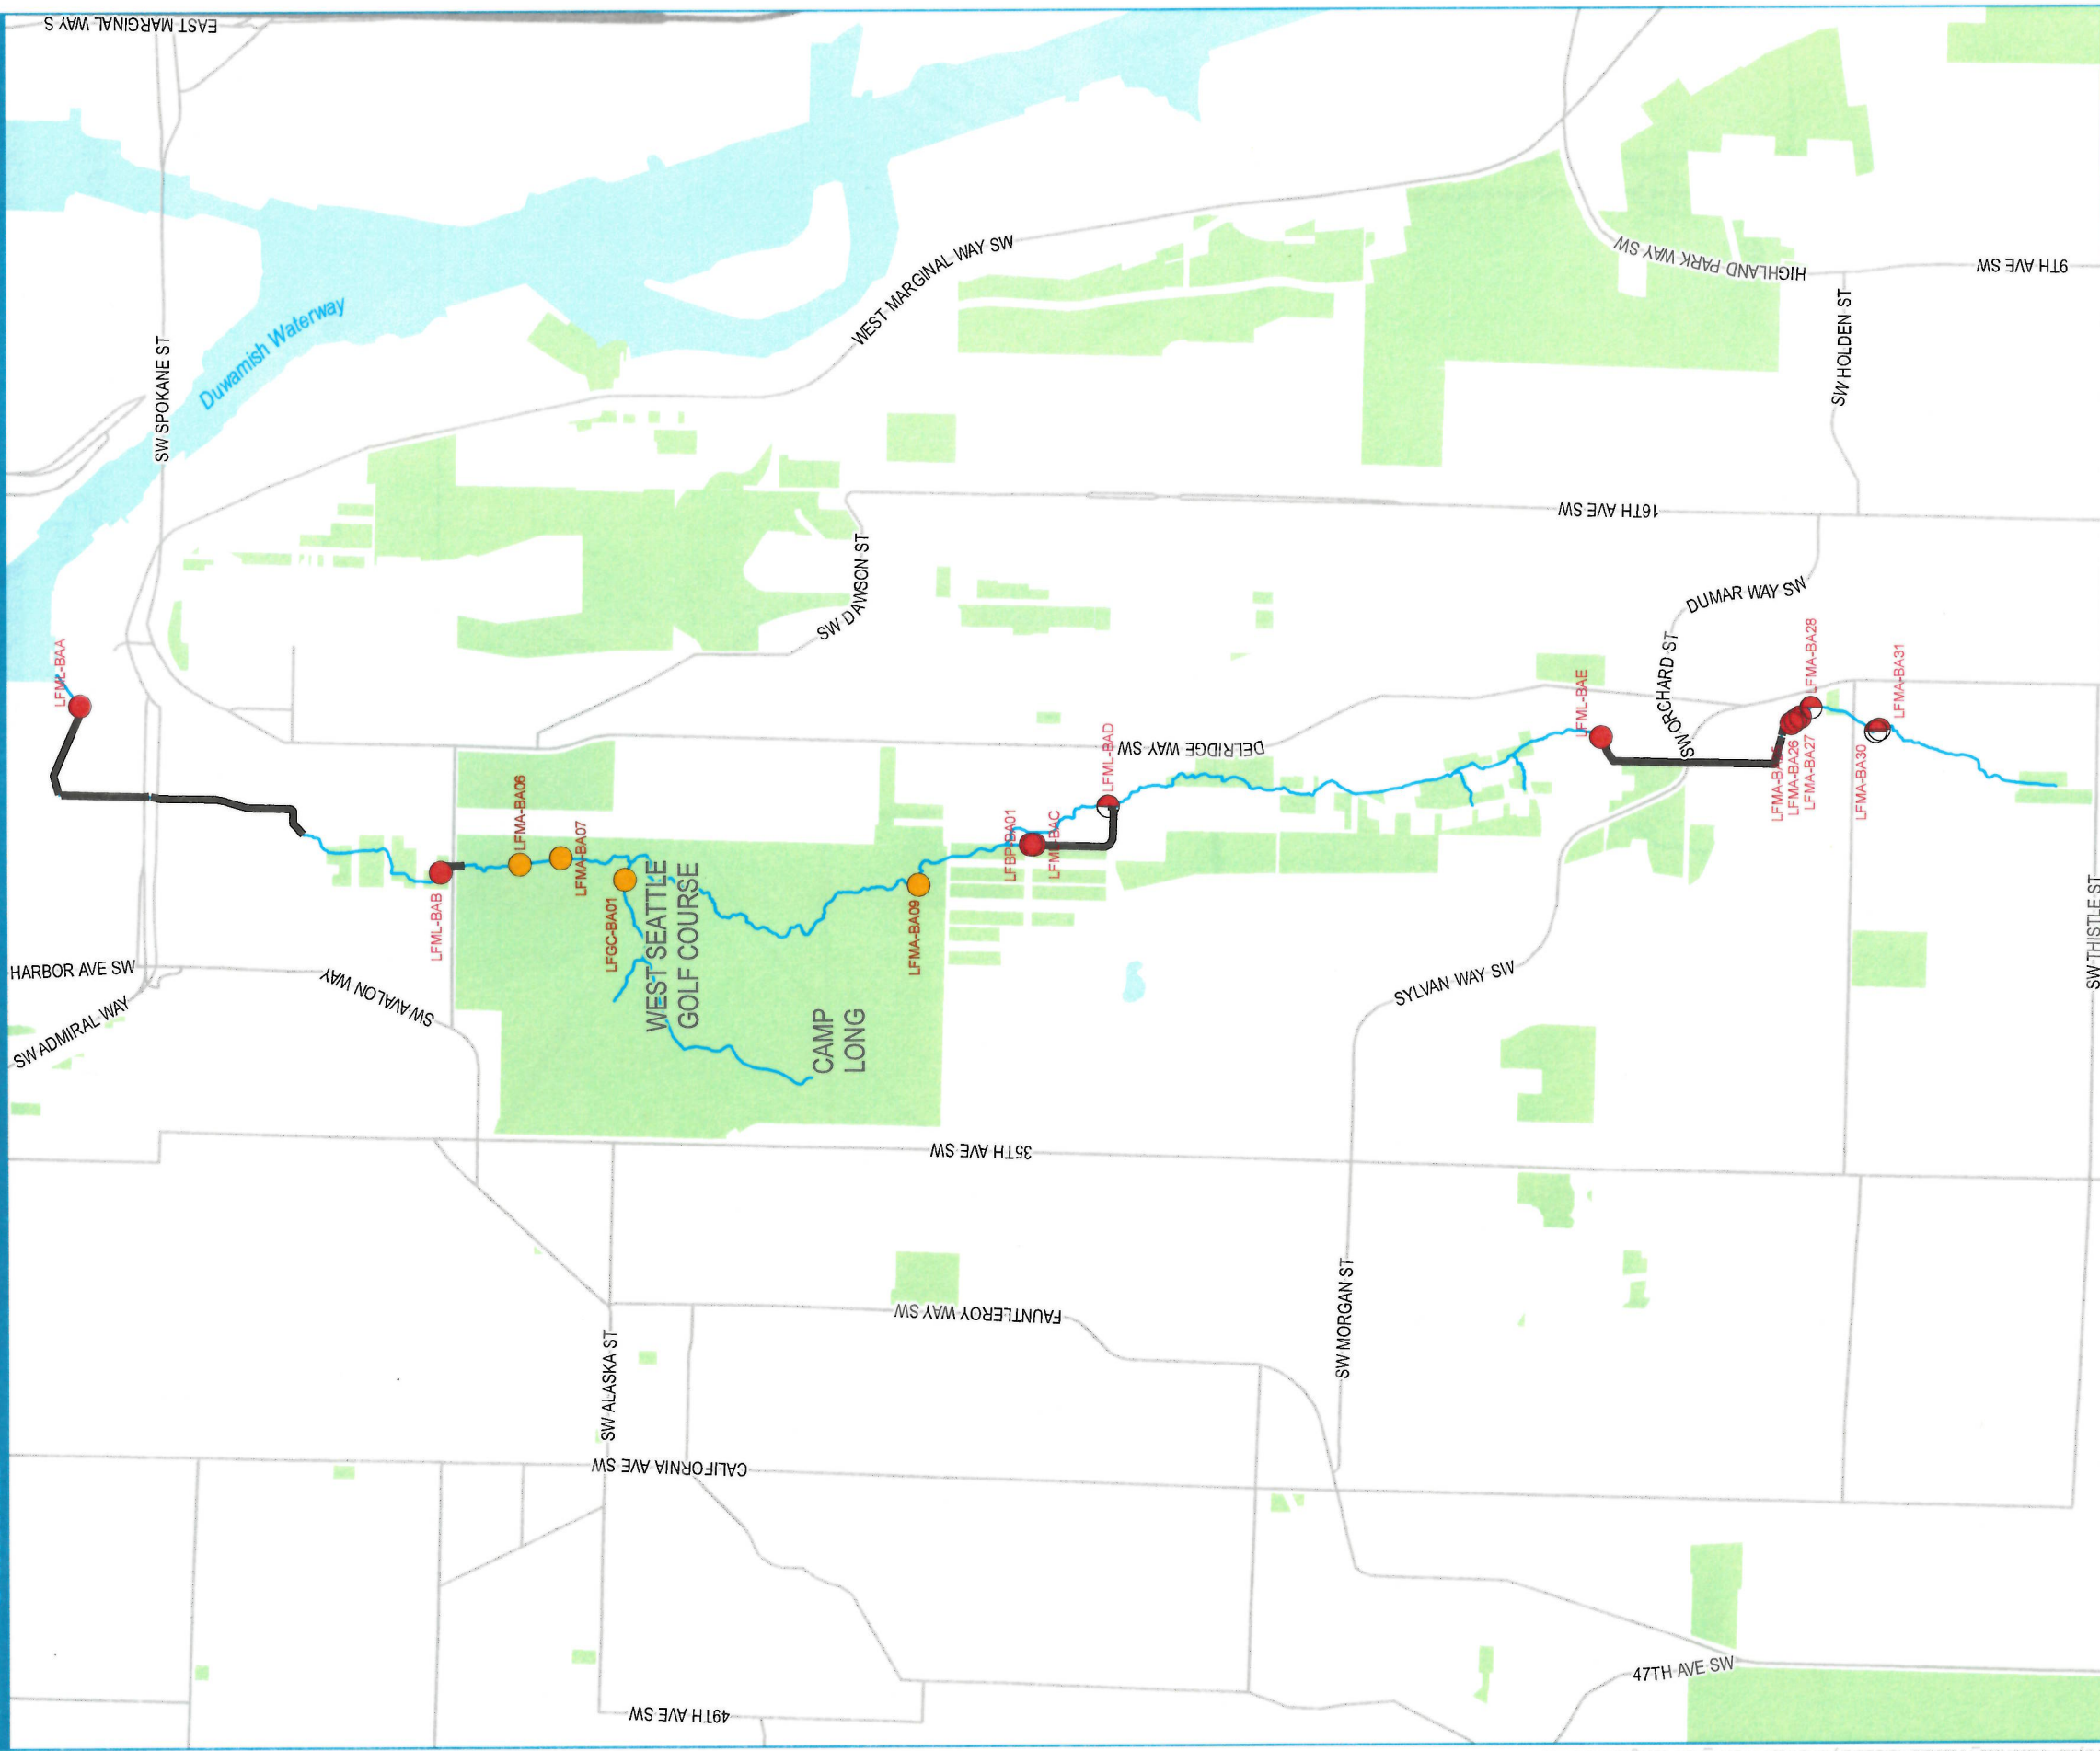 EAST MARGINAL WAY S
SW SPOKANE ST
Duwamish Waterway
WEST MARGINAL WAY SW
HIGHLAND PARK WAY SW
9TH AVE SW
SW HOLDEN ST
16TH AVE SW
SW DAWSON ST
DUMAR WAY SW
SW ORCHARD ST
LFML-BAA
LFML-BAE
LFMA-BA28
LFMA-BA31
DELRIDGE WAY SW
LFML-BAD
LFMA-BA26
LFMA-BA27
LFMA-BA30
LFMA-BA06
LFMA-BA07
LFML-BAB
LFGC-BA01
LFMA-BA09
WEST SEATTLE
GOLF COURSE
CAMP
LONG
HARBOR AVE SW
SW ADMIRAL WAY
SW AVALON WAY
SYLVAN WAY SW
SW THISTLE ST
35TH AVE SW
FAUNTLEROY WAY SW
SW MORGAN ST
SW ALASKA ST
CALIFORNIA AVE SW
47TH AVE SW
49TH AVE SW